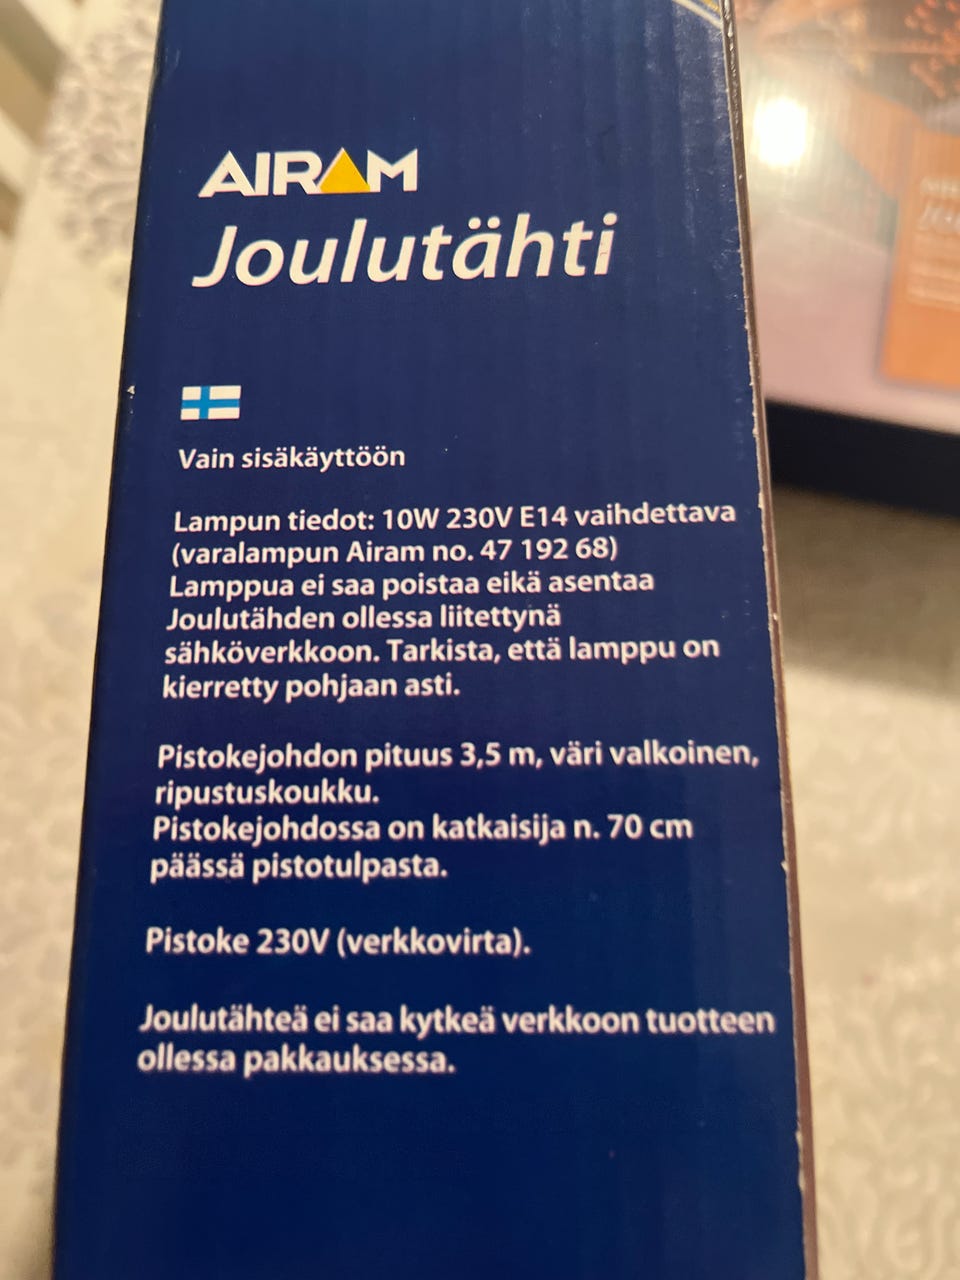 AIRAM
Joulutähti
Vain sisäkäyttöön
Lampun tiedot: 10W 230V E14 vaihdettava
(varalampun Airam no. 47 192 68)
Lamppua ei saa poistaa eikä asentaa
Joulutähden ollessa liitettynä
sähköverkkoon. Tarkista, että lamppu on
kierretty pohjaan asti.
Pistokejohdon pituus 3,5 m, väri valkoinen,
ripustuskoukku.
Pistokejohdossa on katkaisija n. 70 cm
päässä pistotulpasta.
Pistoke 230V (verkkovirta).
Joulutähteä ei saa kytkeä verkkoon tuotteen
ollessa pakkauksessa.